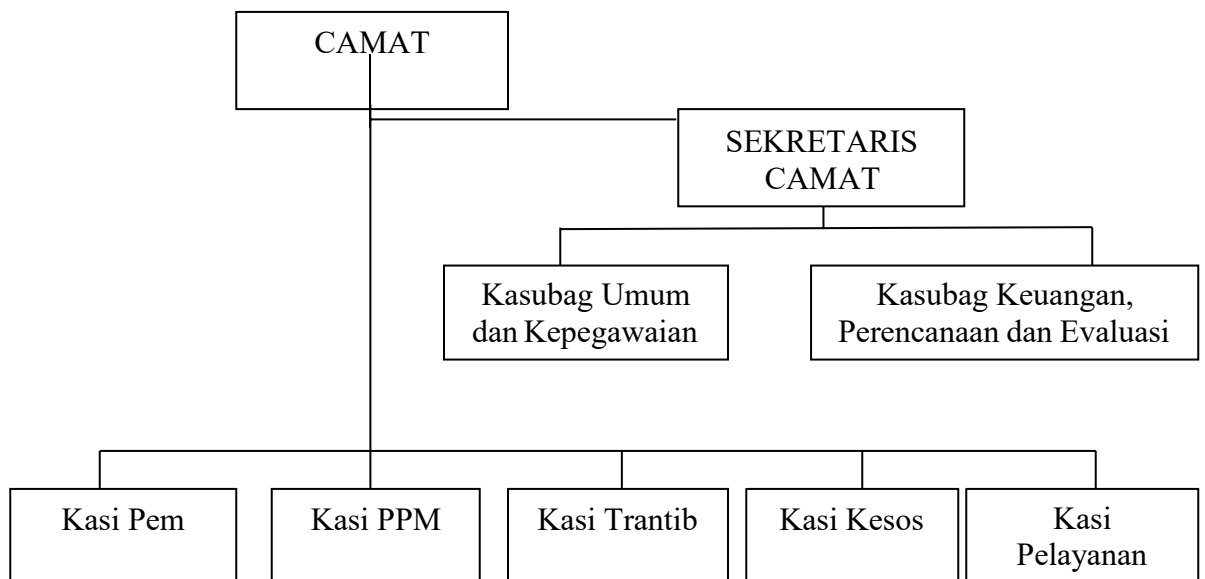 CAMAT
SEKRETARIS
CAMAT
Kasubag Umum
dan Kepegawaian
Kasubag Keuangan,
Perencanaan dan Evaluasi
Kasi Pem
Kasi PPM
Kasi Trantib
Kasi Kesos
Kasi
Pelayanan